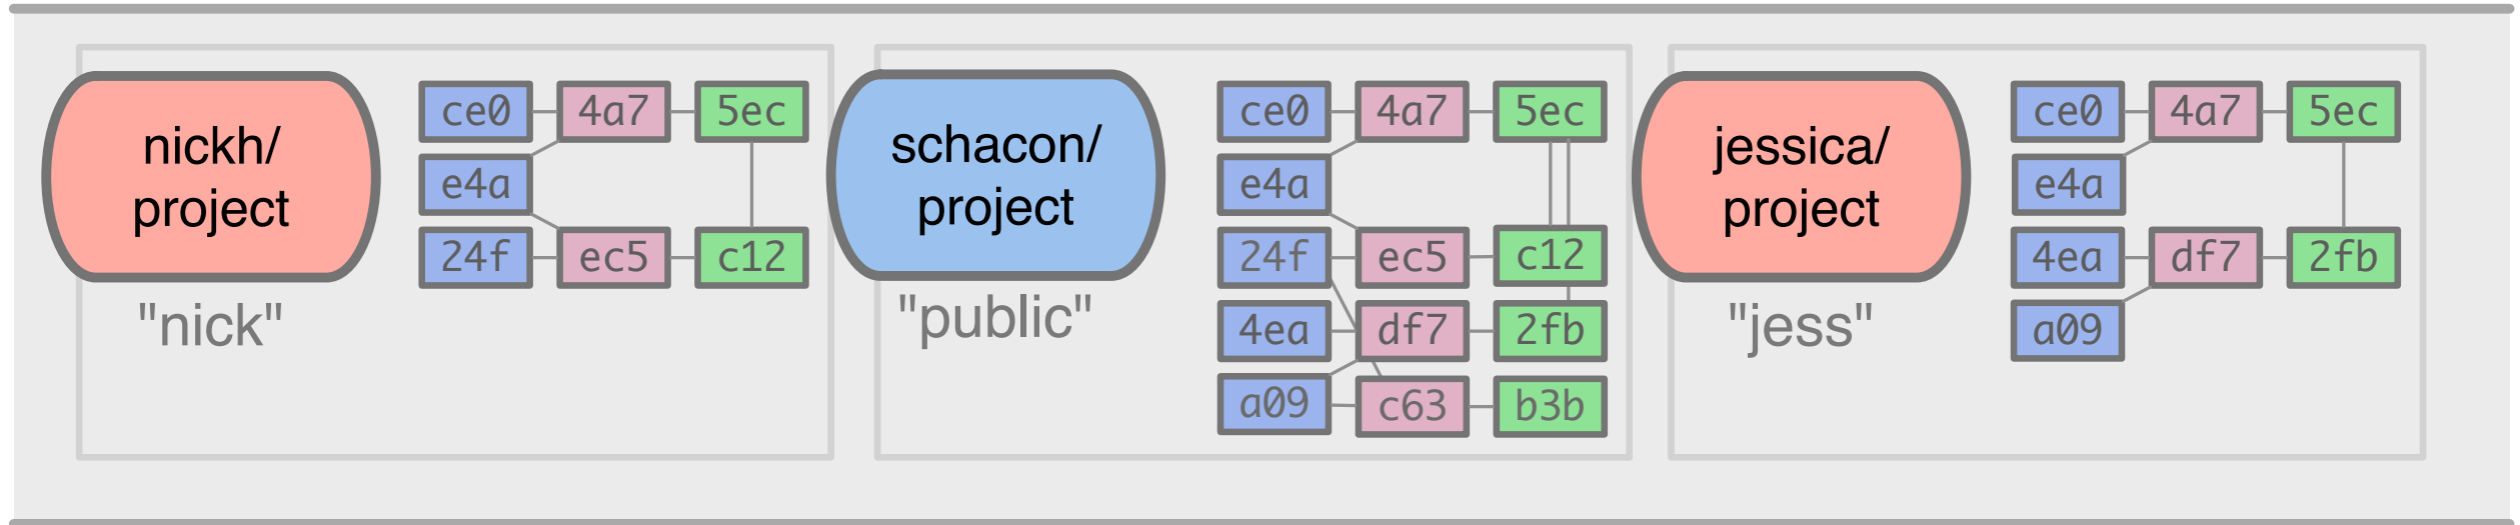 nickh/
project
"nick"
ce0 4a7 5ec
e4a
24f ec5 c12
schacon/
project
"public"
ce0 4a7 5ec
e4a
24f ec5 c12
4ea df7 2fb
a09 c63 b3b
jessica/
project
"jess"
ce0 4a7 5ec
e4a
4ea df7 2fb
a09